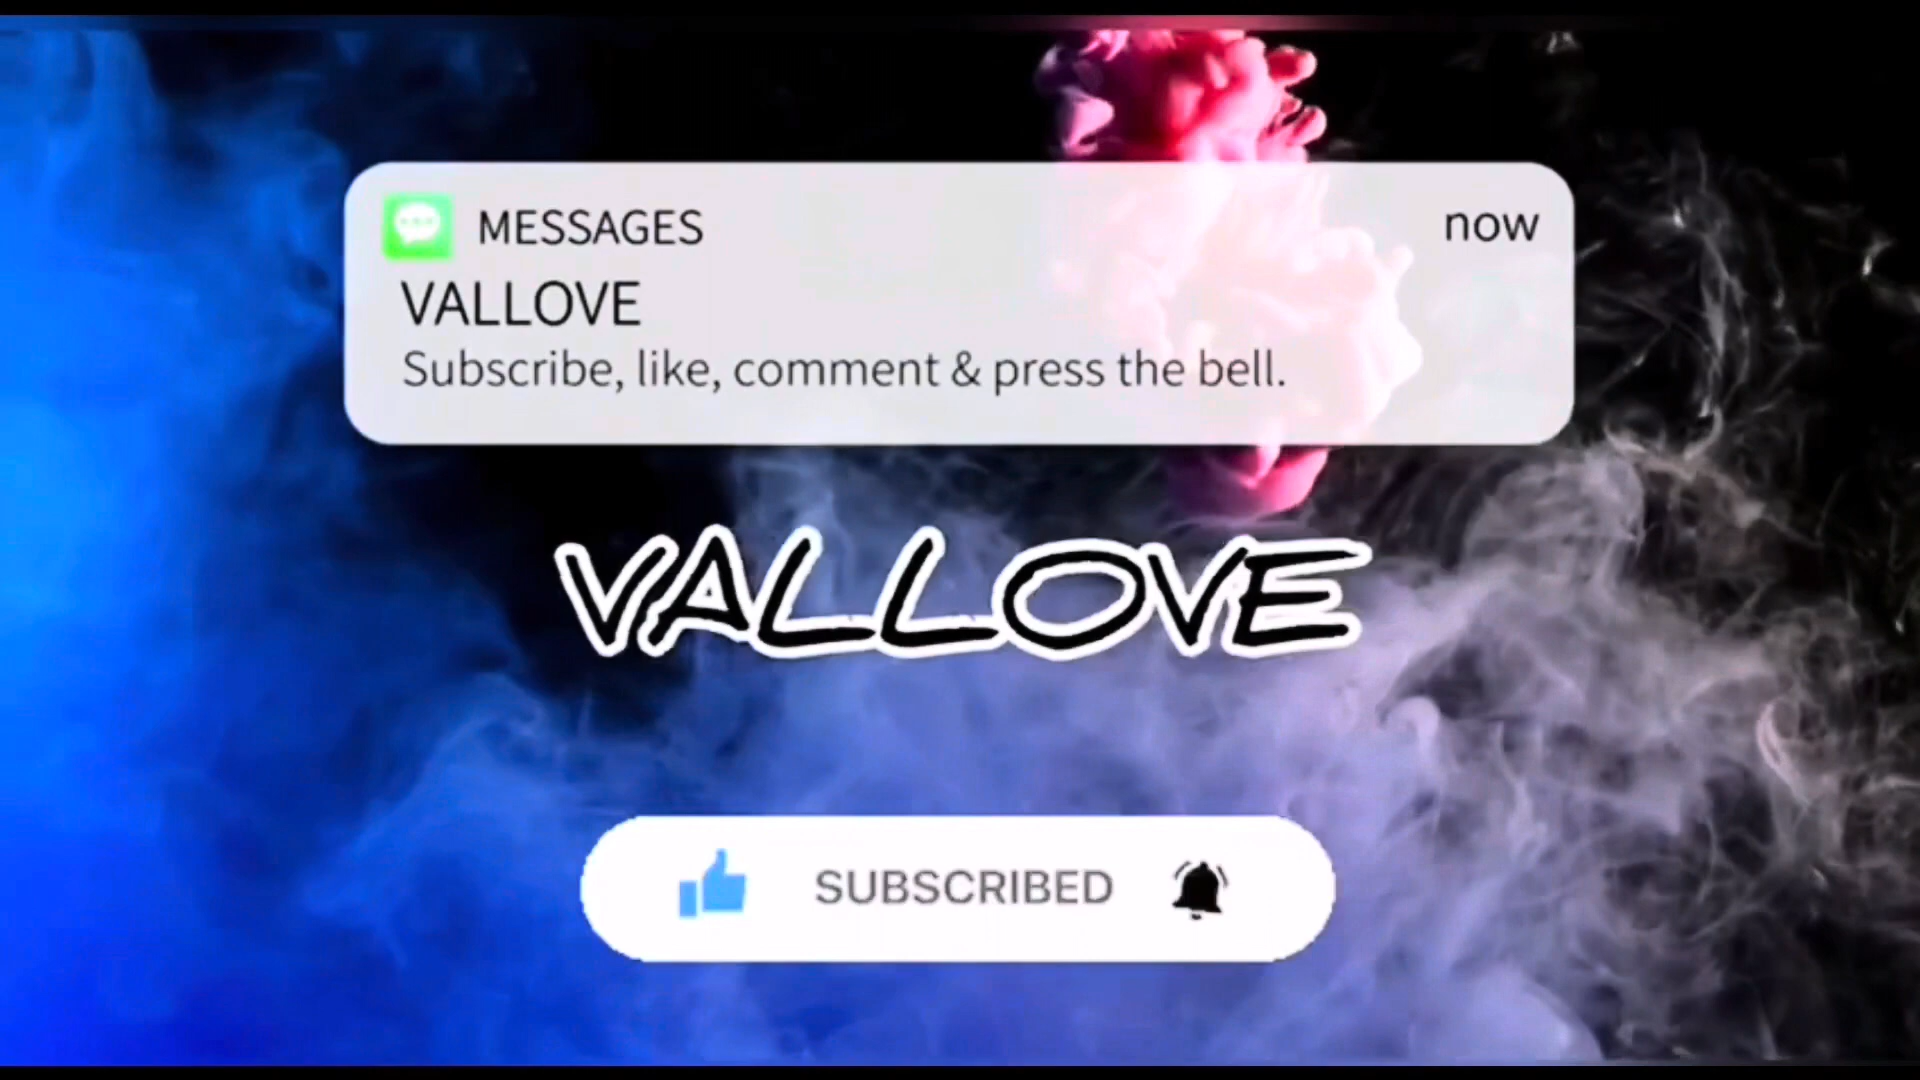 MESSAGES
now
VALLOVE
Subscribe, like, comment & press the bell.
VALLOVE
SUBSCRIBED